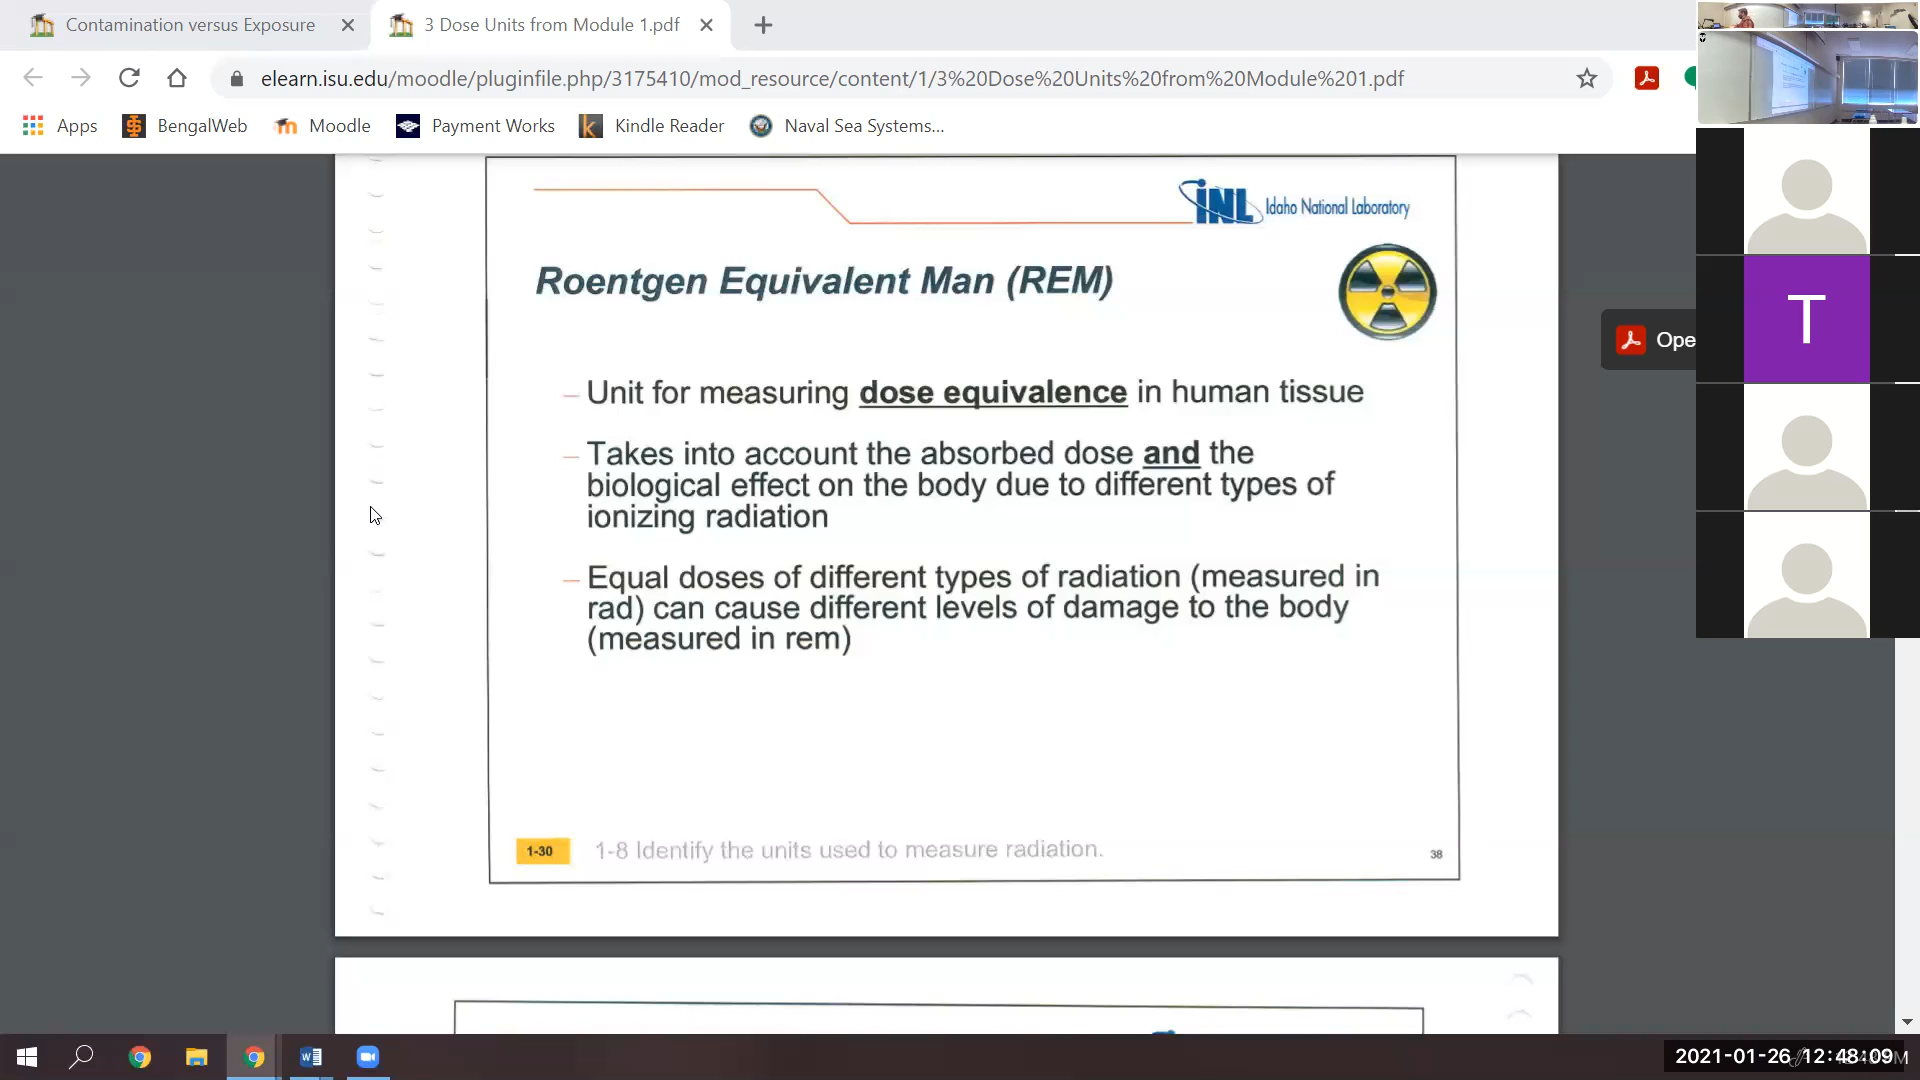 Contamination versus Exposure
3 Dose Units from Module 1.pdf
elearn.isu.edu/moodle/pluginfile.php/3175410/mod_resource/content/1/3%20Dose%20Units%20from%20Module%201.pdf
Apps
BengalWeb
Moodle
Payment Works
Kindle Reader
Naval Sea Systems...
INL Idaho National Laboratory
Roentgen Equivalent Man (REM)
– Unit for measuring dose equivalence in human tissue
– Takes into account the absorbed dose and the
biological effect on the body due to different types of
ionizing radiation
– Equal doses of different types of radiation (measured in
rad) can cause different levels of damage to the body
(measured in rem)
1-30 1-8 Identify the units used to measure radiation. 38
Ope
T
2021-01-26 12:48:09